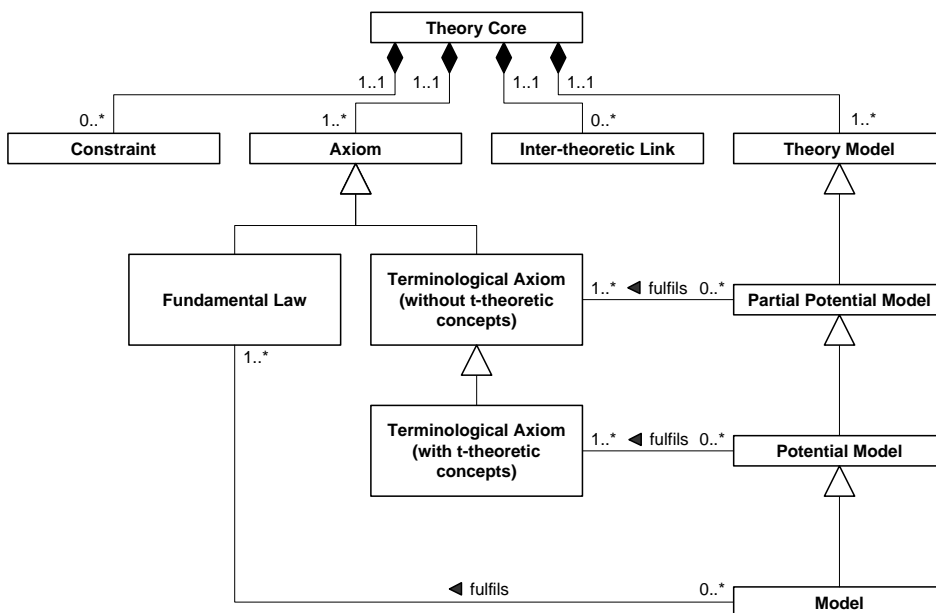 Theory Core
1..1 1..1 1..1 1..1
0..* 1..* 0..* 1..*
Constraint Axiom Inter-theoretic Link Theory Model
Fundamental Law
Terminological Axiom
(without t-theoretic
concepts)
1..* ◄ fulfils 0..*
Partial Potential Model
1..*
Terminological Axiom
(with t-theoretic
concepts)
1..* ◄ fulfils 0..*
Potential Model
◄ fulfils 0..*
Model